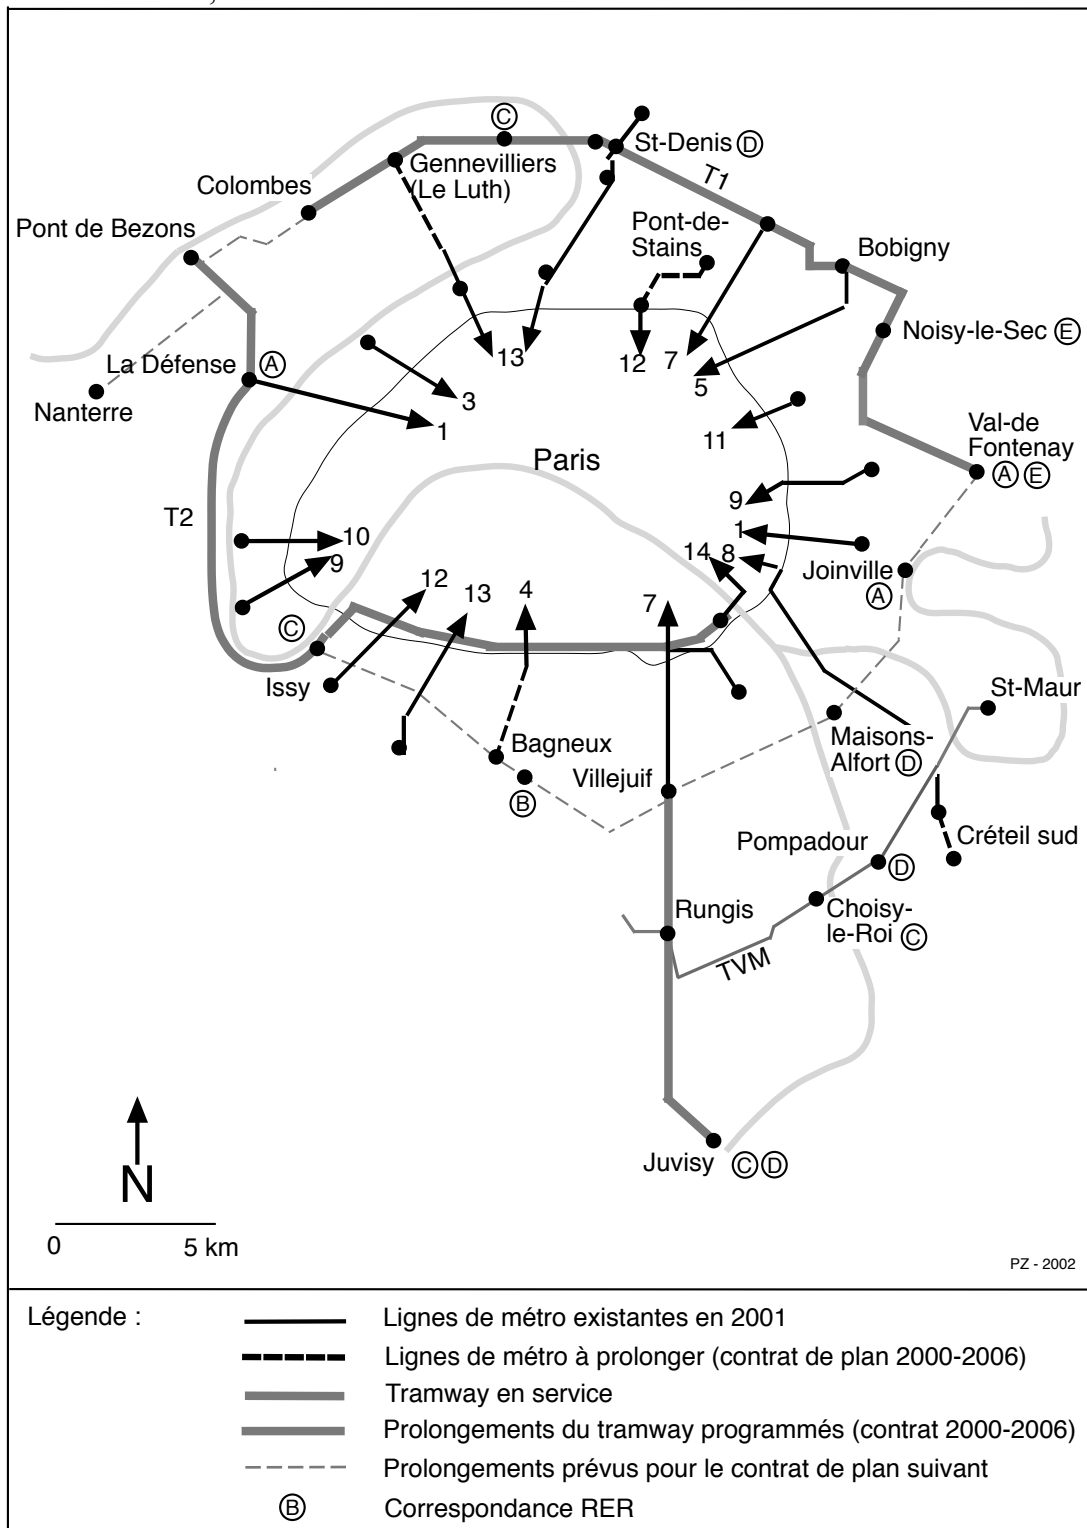 C
St-Denis D
T1
Gennevilliers
(Le Luth)
Colombes
Pont-de-
Stains
Pont de Bezons
Bobigny
Noisy-le-Sec E
La Défense A
13
12
7
5
Nanterre
3
1
11
Val-de
Fontenay
A E
Paris
9
T2
10
9
1
14
8
Joinville
A
12
13
4
7
C
Issy
St-Maur
Bagneux
B
Villejuif
Maisons-
Alfort D
Pompadour
D
Créteil sud
Rungis
Choisy-
le-Roi C
TVM
N
Juvisy C D
0 5 km
PZ - 2002
Légende :
Lignes de métro existantes en 2001
Lignes de métro à prolonger (contrat de plan 2000-2006)
Tramway en service
Prolongements du tramway programmés (contrat 2000-2006)
Prolongements prévus pour le contrat de plan suivant
B Correspondance RER